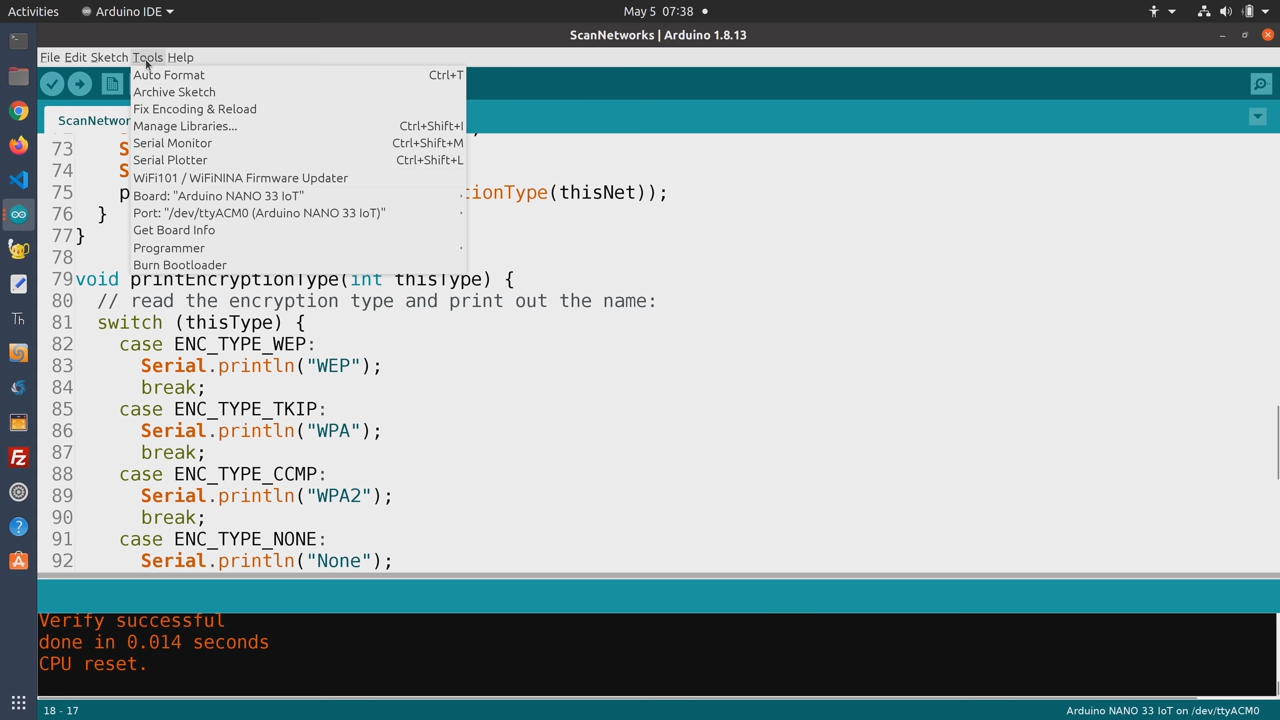 Activities Arduino IDE May 5 07:38
ScanNetworks | Arduino 1.8.13
File Edit Sketch Tools Help
Auto Format Ctrl+T
Archive Sketch
Fix Encoding & Reload
Manage Libraries... Ctrl+Shift+I
Serial Monitor Ctrl+Shift+M
Serial Plotter Ctrl+Shift+L
WiFi101 / WiFiNINA Firmware Updater
Board: "Arduino NANO 33 IoT"
Port: "/dev/ttyACM0 (Arduino NANO 33 IoT)"
Get Board Info
Programmer
Burn Bootloader
ScanNetwor
73 S
74 S
75 p ionType(thisNet));
76 }
77 }
78
79 void printEncryptionType(int thisType) {
80 // read the encryption type and print out the name:
81 switch (thisType) {
82 case ENC_TYPE_WEP:
83 Serial.println("WEP");
84 break;
85 case ENC_TYPE_TKIP:
86 Serial.println("WPA");
87 break;
88 case ENC_TYPE_CCMP:
89 Serial.println("WPA2");
90 break;
91 case ENC_TYPE_NONE:
92 Serial.println("None");
Verify successful
done in 0.014 seconds
CPU reset.
18 - 17 Arduino NANO 33 IoT on /dev/ttyACM0
Th
FZ